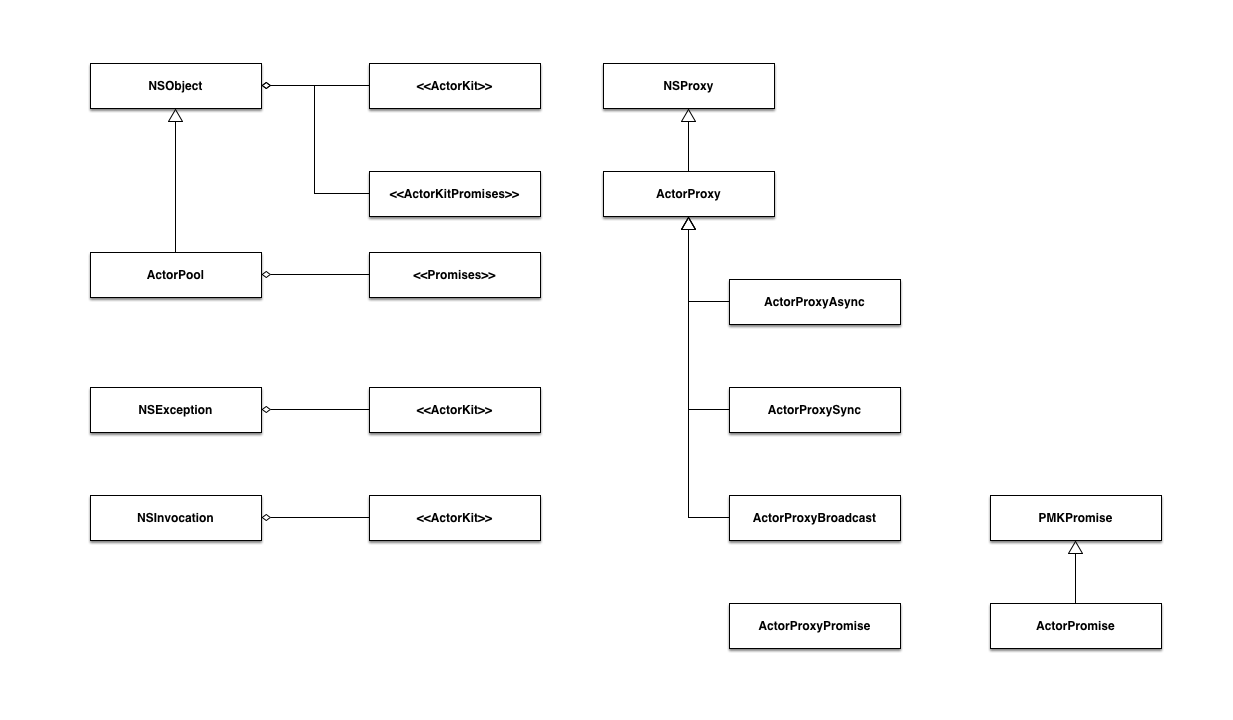 NSObject
<<ActorKit>>
NSProxy
<<ActorKitPromises>>
ActorProxy
ActorPool
<<Promises>>
ActorProxyAsync
NSException
<<ActorKit>>
ActorProxySync
NSInvocation
<<ActorKit>>
ActorProxyBroadcast
PMKPromise
ActorProxyPromise
ActorPromise